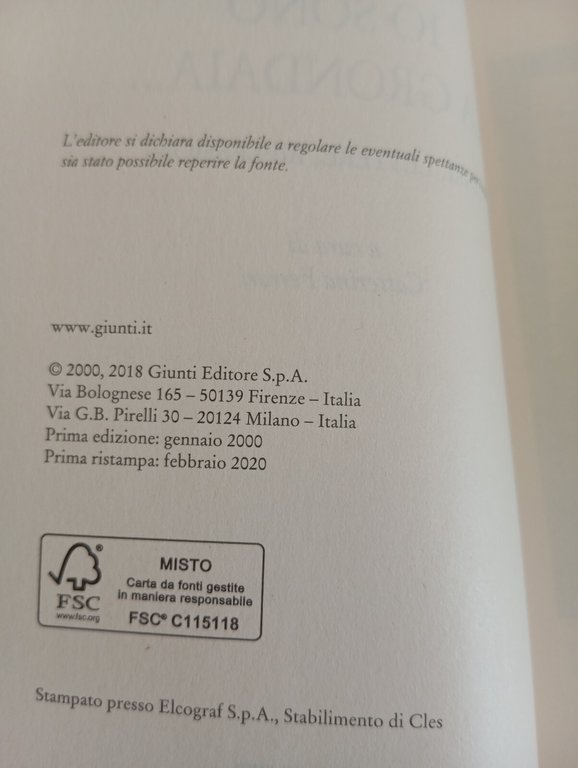 L'editore si dichiara disponibile a regolare le eventuali spettanze
sia stato possibile reperire la fonte.
www.giunti.it
© 2000, 2018 Giunti Editore S.p.A.
Via Bolognese 165 – 50139 Firenze – Italia
Via G.B. Pirelli 30 – 20124 Milano – Italia
Prima edizione: gennaio 2000
Prima ristampa: febbraio 2020
®
FSC
www.fsc.org
MISTO
Carta da fonti gestite
in maniera responsabile
FSC® C115118
Stampato presso Elcograf S.p.A., Stabilimento di Cles